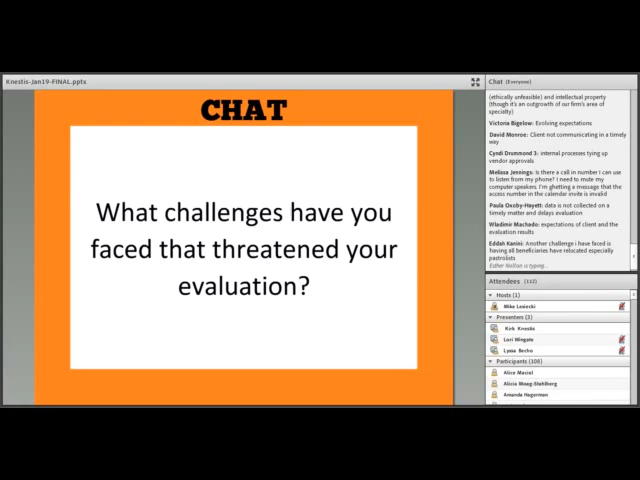 Knestis-Jan19-FINAL.pptx
CHAT
What challenges have you
faced that threatened your
evaluation?
Chat (Everyone)
(ethically unfeasible) and intellectual property
(though it's an outgrowth of our firm's area of
specialty)
Victoria Bigelow: Evolving expectations
David Monroe: Client not communicating in a timely
way
Cyndi Drummond 3: internal processes tying up
vendor approvals
Melissa Jennings: Is there a call in number I can use
to listen from my phone? I need to mute my
computer speakers. I'm ghetting a message that the
access number in the calendar invite is invalid
Paula Oxoby-Hayett: data is not collected on a
timely matter and delays evaluation
Wladimir Machado: expectations of client and the
evaluation results
Eddah Kanini: Another challenge i have faced is
having all beneficiaries have relocated especially
pastrolists
Esther Nolton is typing...
Attendees (112)
Hosts (1)
Mike Lesiecki
Presenters (3)
Kirk Knestis
Lori Wingate
Lyssa Becho
Participants (108)
Alice Maciel
Alicia Moag-Stahlberg
Amanda Hagerman